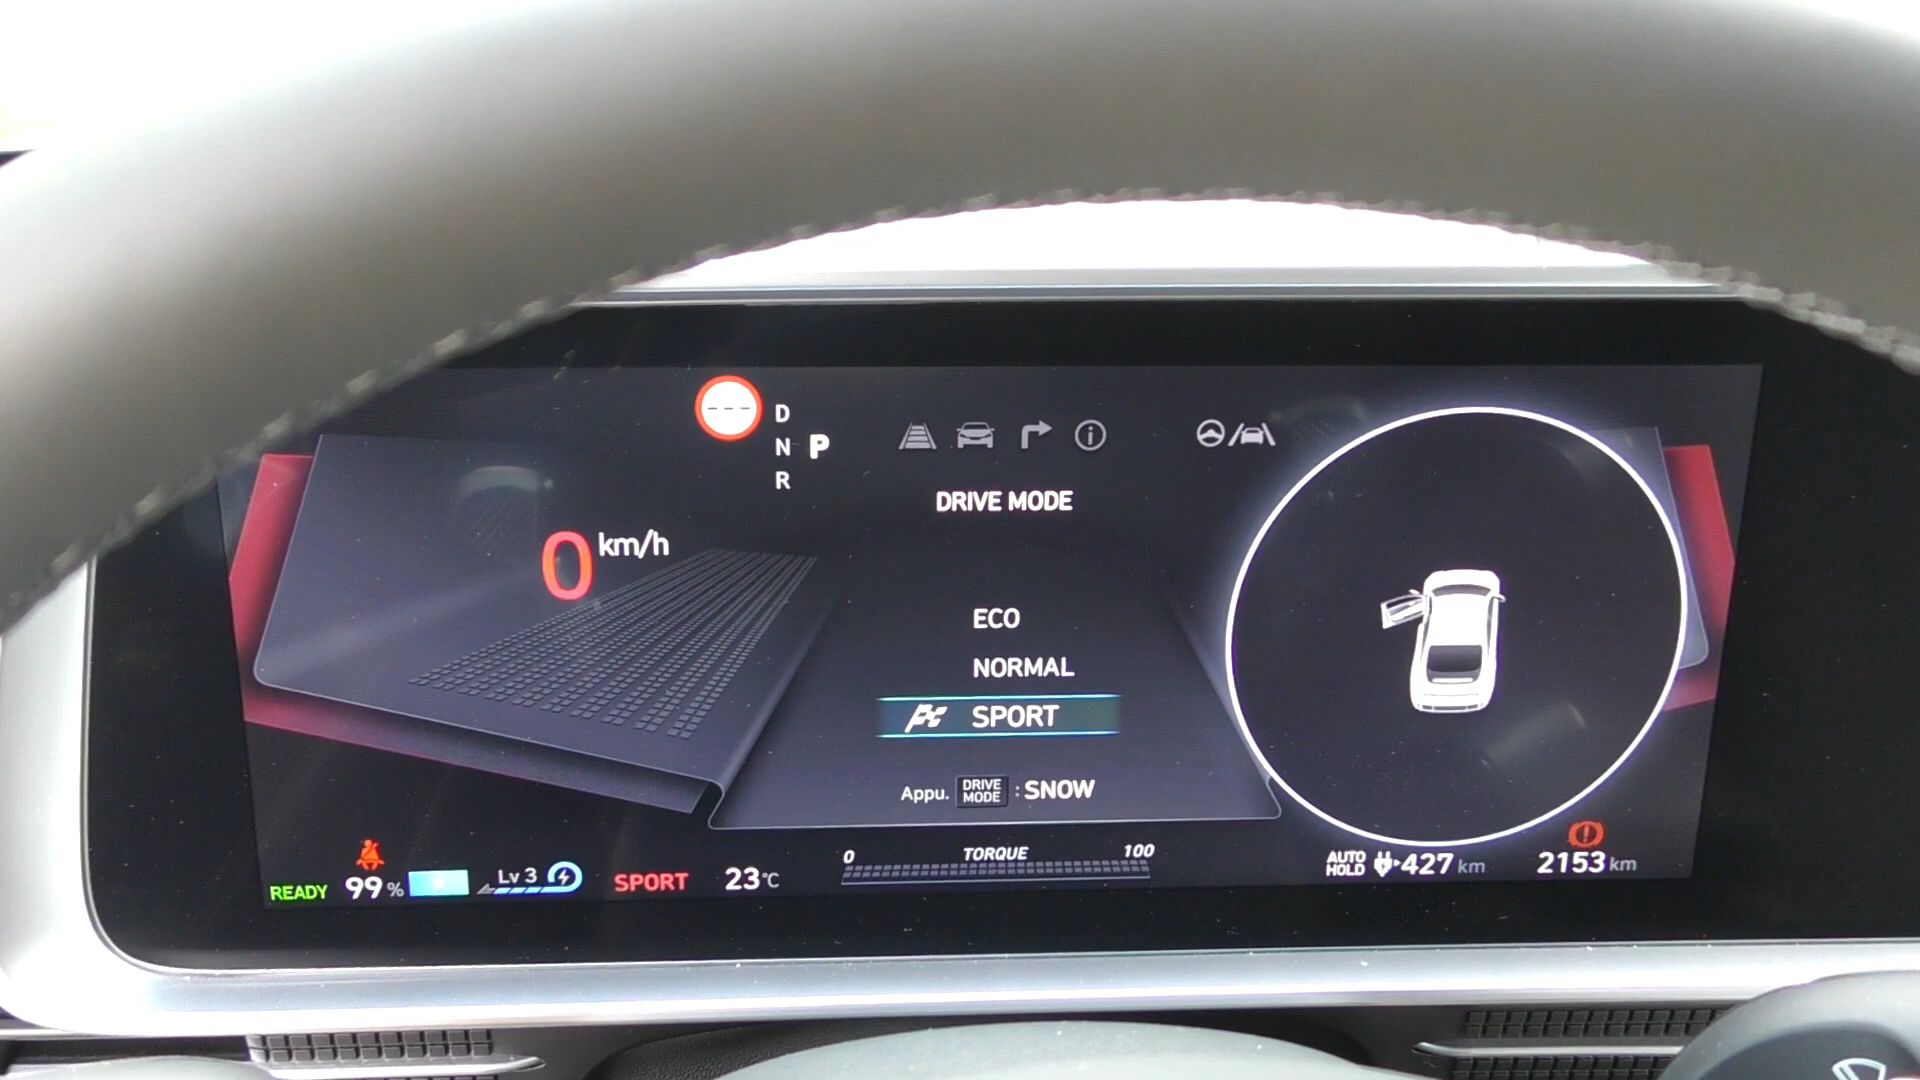 ---
D
N P
R
0 km/h
DRIVE MODE
ECO
NORMAL
SPORT
Appu. DRIVE MODE : SNOW
READY 99% Lv 3 SPORT 23°C
0 TORQUE 100
AUTO HOLD 427 km 2153 km